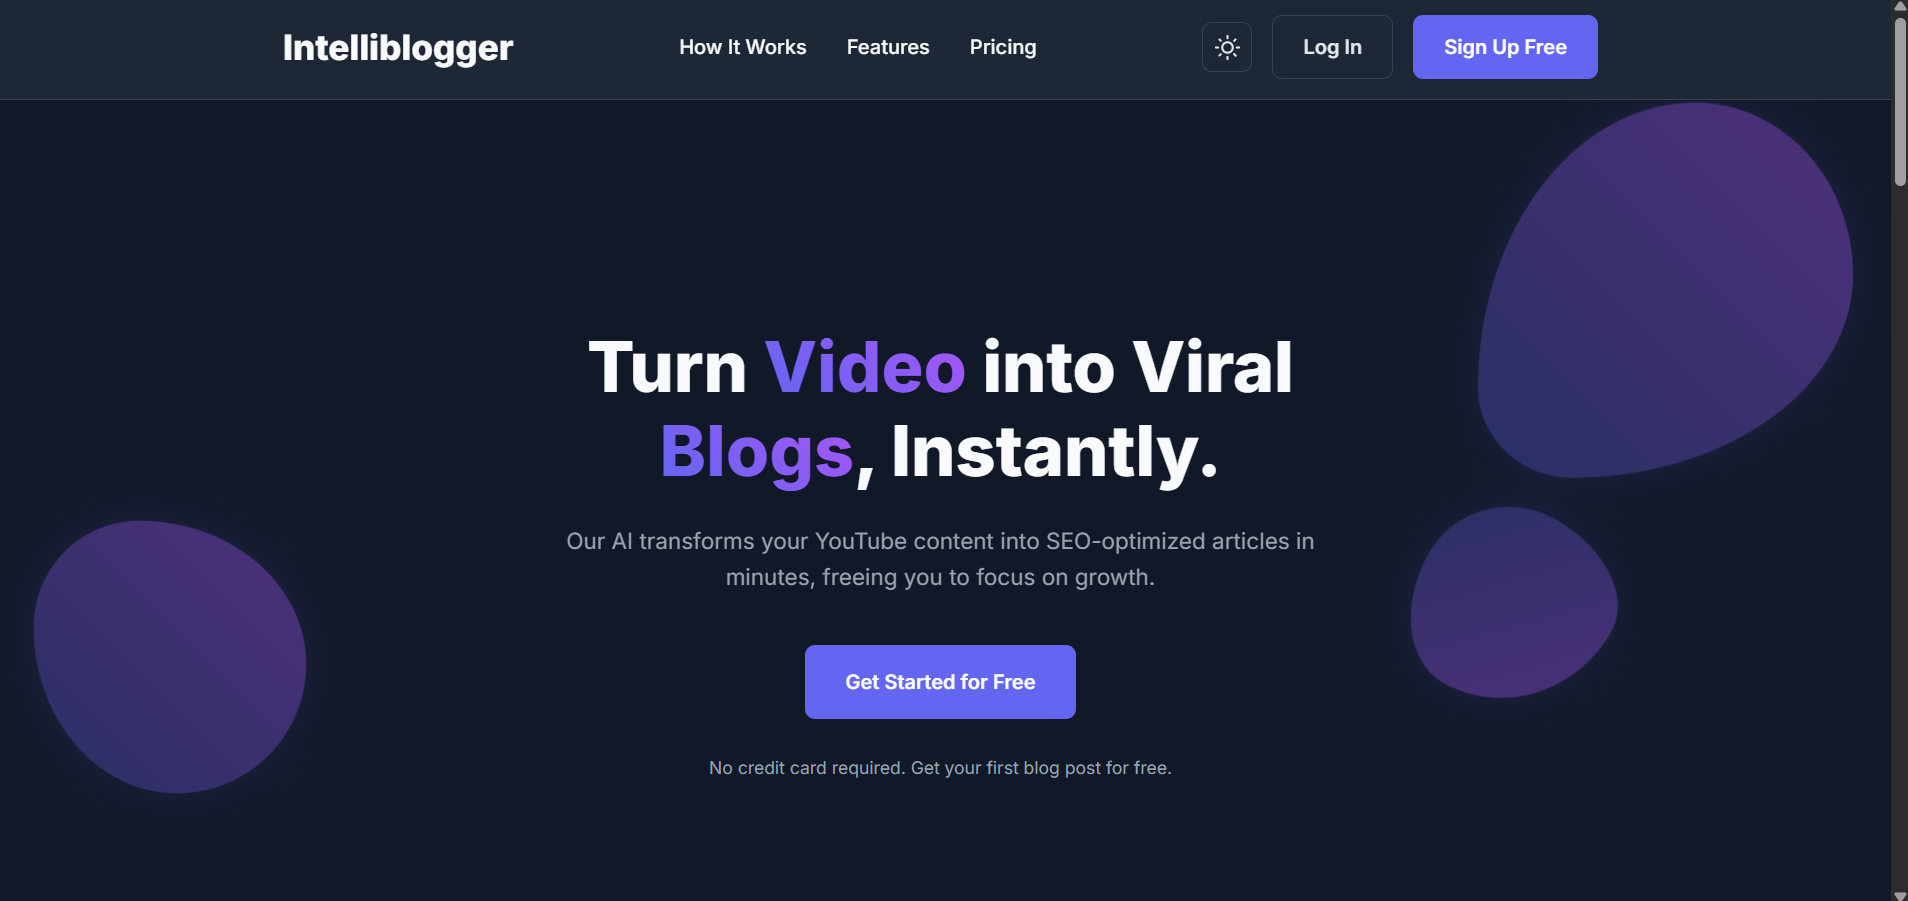 Intelliblogger
How It Works
Features
Pricing
Log In
Sign Up Free
Turn Video into Viral
Blogs, Instantly.
Our AI transforms your YouTube content into SEO-optimized articles in
minutes, freeing you to focus on growth.
Get Started for Free
No credit card required. Get your first blog post for free.